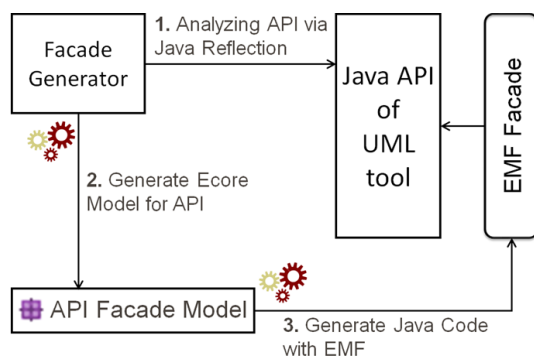 Facade
Generator
1. Analyzing API via
Java Reflection
Java API
of
UML
tool
EMF Facade
2. Generate Ecore
Model for API
API Facade Model
3. Generate Java Code
with EMF